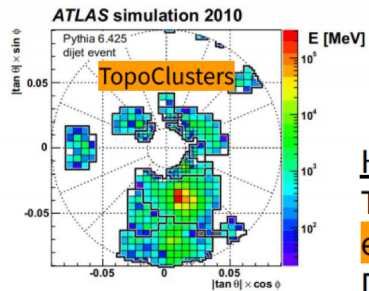 ATLAS simulation 2010
Pythia 6.425
dijet event
TopoClusters
E [MeV]
|tan θ| × sin ϕ
10⁵
10⁴
10³
10²
0.05
0
-0.05
-0.05 0 0.05
|tan θ| × cos ϕ